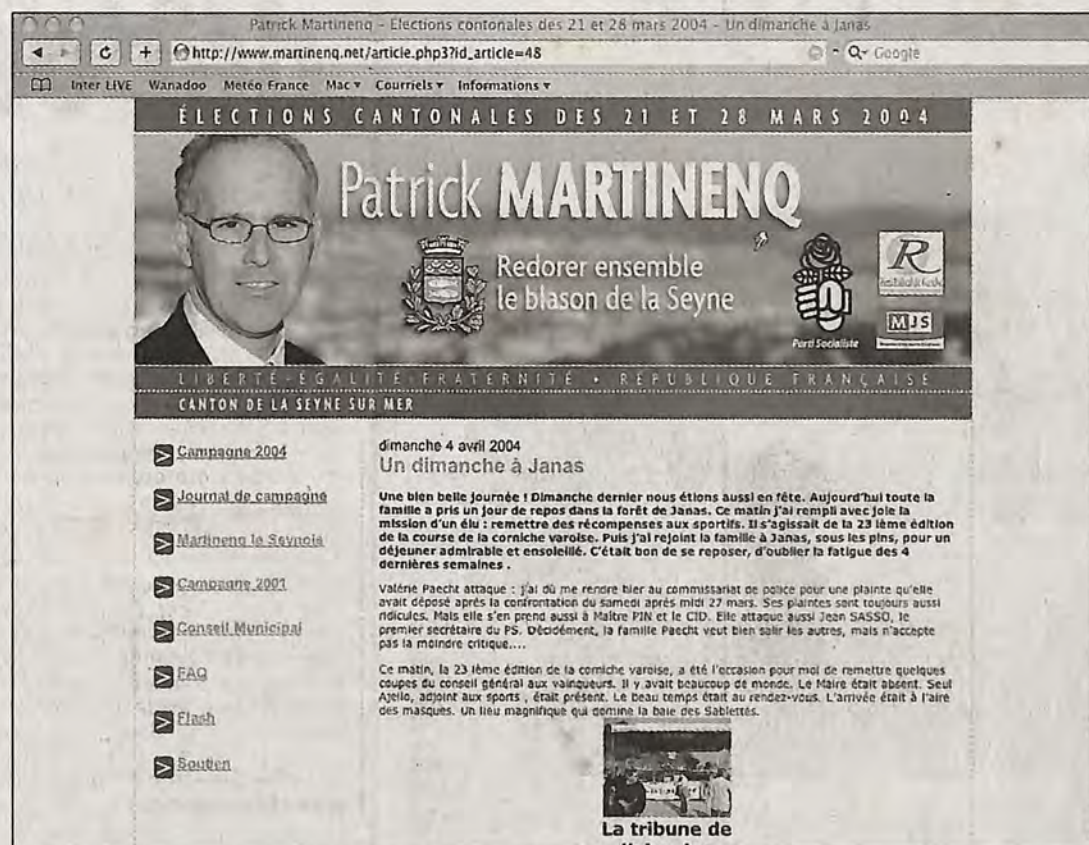 Patrick Martinenq - Elections contonales des 21 et 28 mars 2004 - Un dimanche à Janas
http://www.martinenq.net/article.php3?id_article=48
Google
Inter LIVE Wanadoo Météo France Mac Courriels Informations
ÉLECTIONS CANTONALES DES 21 ET 28 MARS 2004
Patrick MARTINENQ
Redorer ensemble
le blason de la Seyne
R
MJS
Parti Socialiste
LIBERTÉ-ÉGALITÉ-FRATERNITÉ • RÉPUBLIQUE FRANÇAISE
CANTON DE LA SEYNE SUR MER
Campagne 2004
Journal de campagne
Martinenq le Seynois
Campagne 2001
Conseil Municipal
FAQ
Flash
Soutien
dimanche 4 avril 2004
Un dimanche à Janas
Une bien belle journée ! Dimanche dernier nous étions aussi en fête. Aujourd'hui toute la
famille a pris un jour de repos dans la forêt de Janas. Ce matin j'ai rempli avec joie la
mission d'un élu : remettre des récompenses aux sportifs. Il s'agissait de la 23 ième édition
de la course de la corniche varoise. Puis j'ai rejoint la famille à Janas, sous les pins, pour un
déjeuner admirable et ensoleillé. C'était bon de se reposer, d'oublier la fatigue des 4
dernières semaines .
Valérie Paecht attaque : j'ai dû me rendre hier au commissariat de police pour une plainte qu'elle
avait déposé après la confrontation du samedi après midi 27 mars. Ses plaintes sont toujours aussi
ridicules. Mais elle s'en prend aussi à Maître PIN et le CID. Elle attaque aussi Jean SASSO, le
premier secrétaire du PS. Décidément, la famille Paecht veut bien salir les autres, mais n'accepte
pas la moindre critique....
Ce matin, la 23 ième édition de la corniche varoise, a été l'occasion pour moi de remettre quelques
coupes du conseil général aux vainqueurs. Il y avait beaucoup de monde. Le Maire était absent. Seul
Ajello, adjoint aux sports , était présent. Le beau temps était au rendez-vous. L'arrivée était à l'aire
des masques. Un lieu magnifique qui domine la baie des Sablettes.
La tribune de